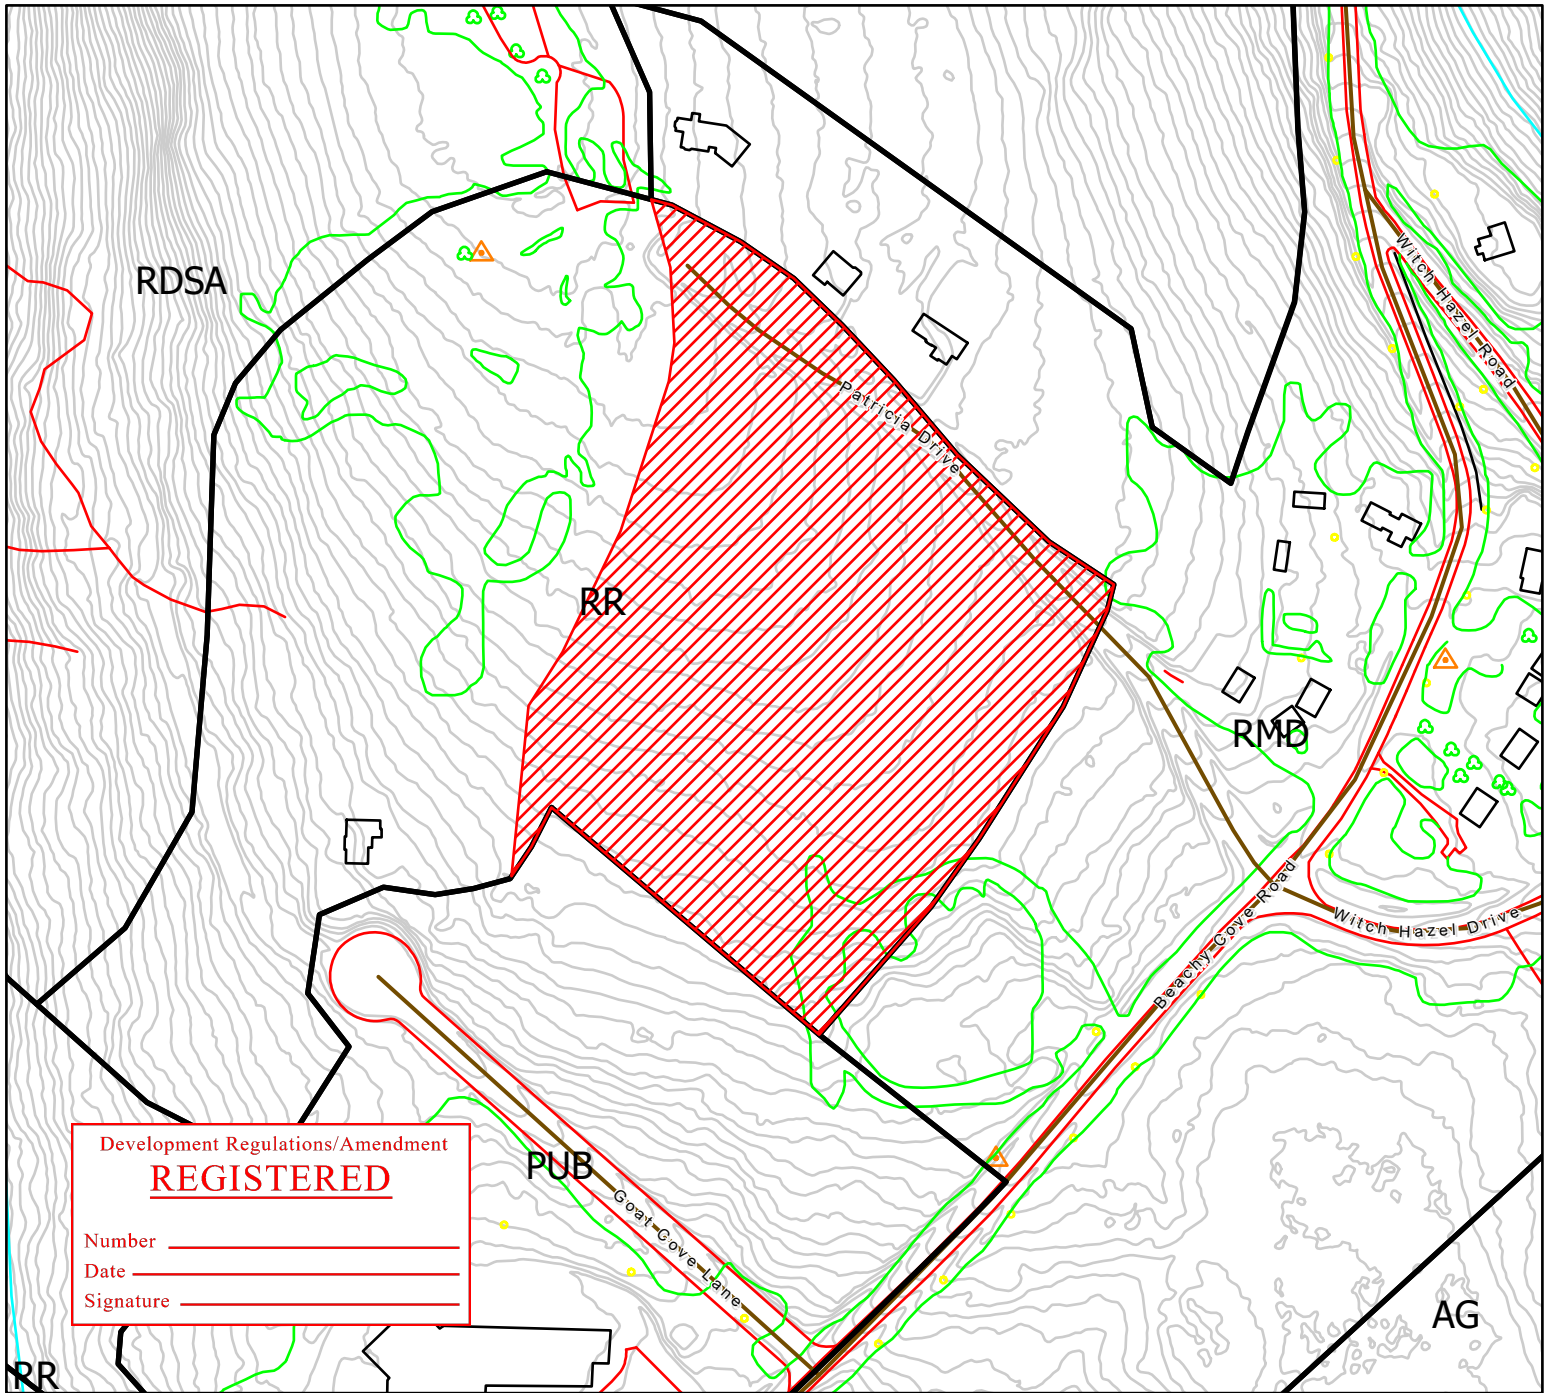 RDSA
Witch Hazel Road
Patricia Drive
RR
RMD
Beachy Cove Road
Witch Hazel Drive
Development Regulations/Amendment
REGISTERED
Number
Date
Signature
PUB
Goat Cove Lane
AG
RR